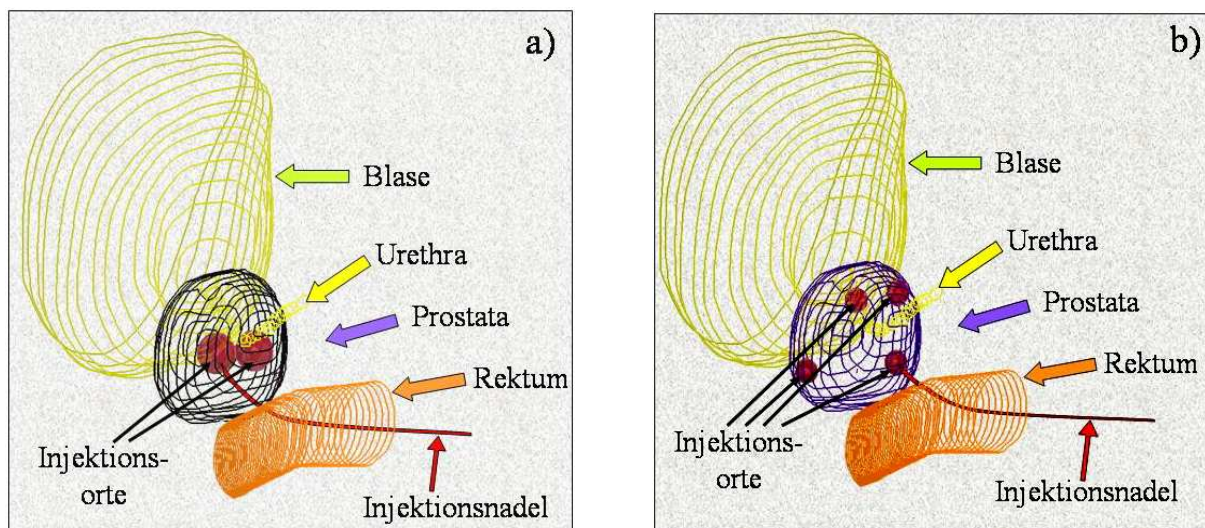 a)
Blase
Urethra
Prostata
Rektum
Injektions-
orte
Injektionsnadel
b)
Blase
Urethra
Prostata
Rektum
Injektions-
orte
Injektionsnadel